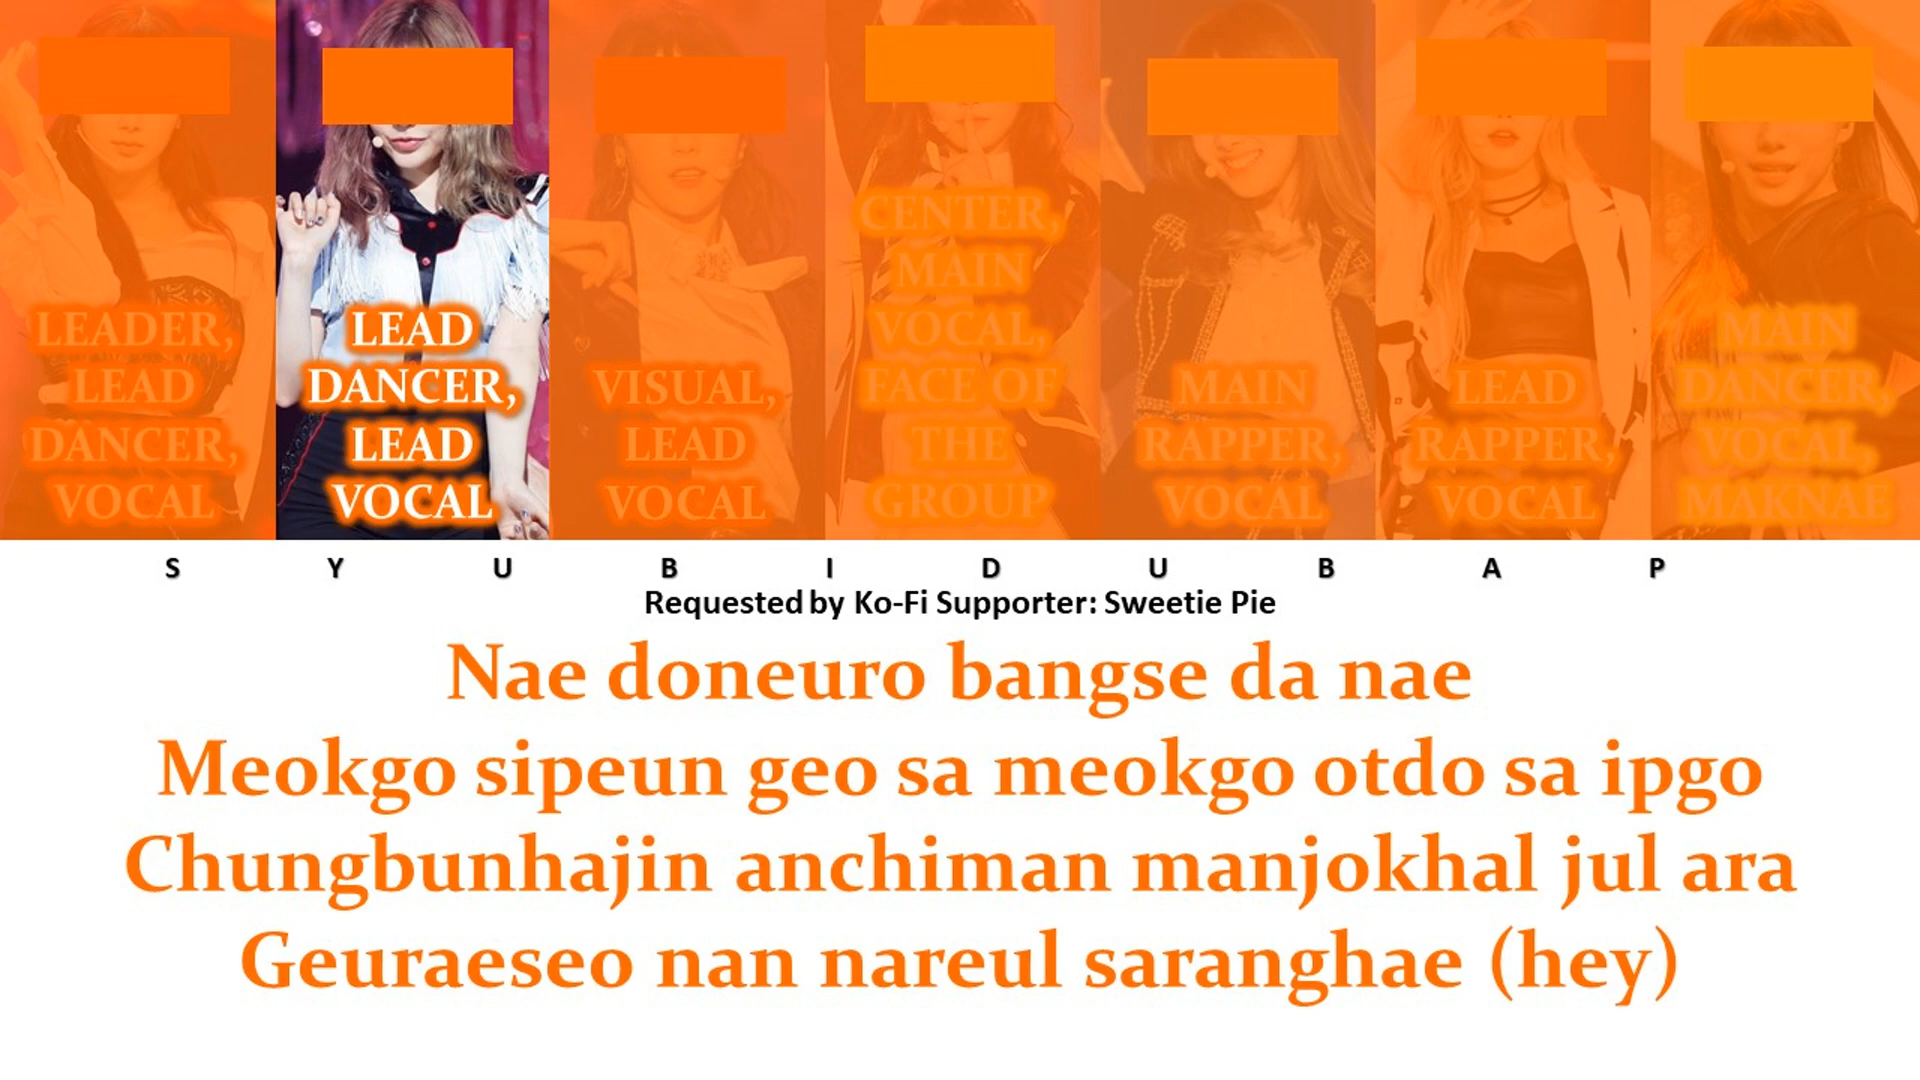 LEADER,
LEAD
DANCER,
VOCAL
LEAD
DANCER,
LEAD
VOCAL
VISUAL,
LEAD
VOCAL
CENTER,
MAIN
VOCAL,
FACE OF
THE
GROUP
MAIN
RAPPER,
VOCAL
LEAD
RAPPER,
VOCAL
MAIN
DANCER,
VOCAL,
MAKNAE
S Y U B I D U B A P
Requested by Ko-Fi Supporter: Sweetie Pie
Nae doneuro bangse da nae
Meokgo sipeun geo sa meokgo otdo sa ipgo
Chungbunhajin anchiman manjokhal jul ara
Geuraeseo nan nareul saranghae (hey)